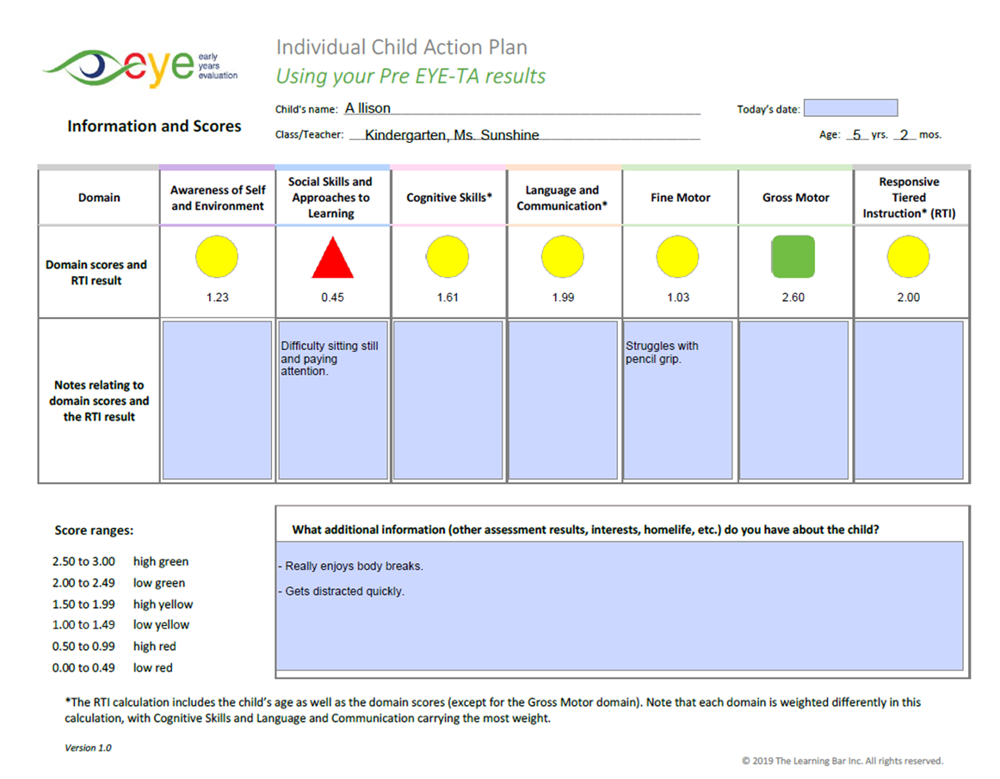 eye early
years
evaluation
Individual Child Action Plan
Using your Pre EYE-TA results
Child's name: A llison
Today's date:
Information and Scores
Class/Teacher: Kindergarten, Ms. Sunshine
Age: 5 yrs. 2 mos.
Domain
Awareness of Self
and Environment
Social Skills and
Approaches to
Learning
Cognitive Skills*
Language and
Communication*
Fine Motor
Gross Motor
Responsive
Tiered
Instruction* (RTI)
Domain scores and
RTI result
1.23
0.45
1.61
1.99
1.03
2.60
2.00
Notes relating to
domain scores and
the RTI result
Difficulty sitting still
and paying
attention.
Struggles with
pencil grip.
Score ranges:
2.50 to 3.00 high green
2.00 to 2.49 low green
1.50 to 1.99 high yellow
1.00 to 1.49 low yellow
0.50 to 0.99 high red
0.00 to 0.49 low red
What additional information (other assessment results, interests, homelife, etc.) do you have about the child?
- Really enjoys body breaks.
- Gets distracted quickly.
*The RTI calculation includes the child's age as well as the domain scores (except for the Gross Motor domain). Note that each domain is weighted differently in this
calculation, with Cognitive Skills and Language and Communication carrying the most weight.
Version 1.0
© 2019 The Learning Bar Inc. All rights reserved.